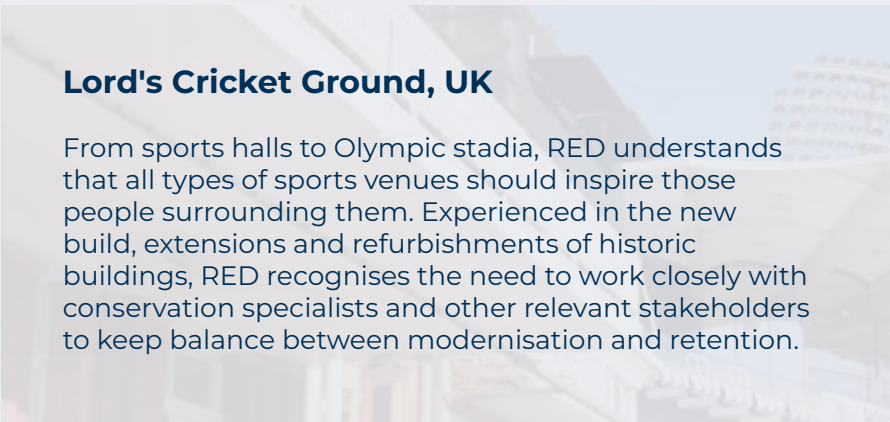 Lord's Cricket Ground, UK
From sports halls to Olympic stadia, RED understands
that all types of sports venues should inspire those
people surrounding them. Experienced in the new
build, extensions and refurbishments of historic
buildings, RED recognises the need to work closely with
conservation specialists and other relevant stakeholders
to keep balance between modernisation and retention.